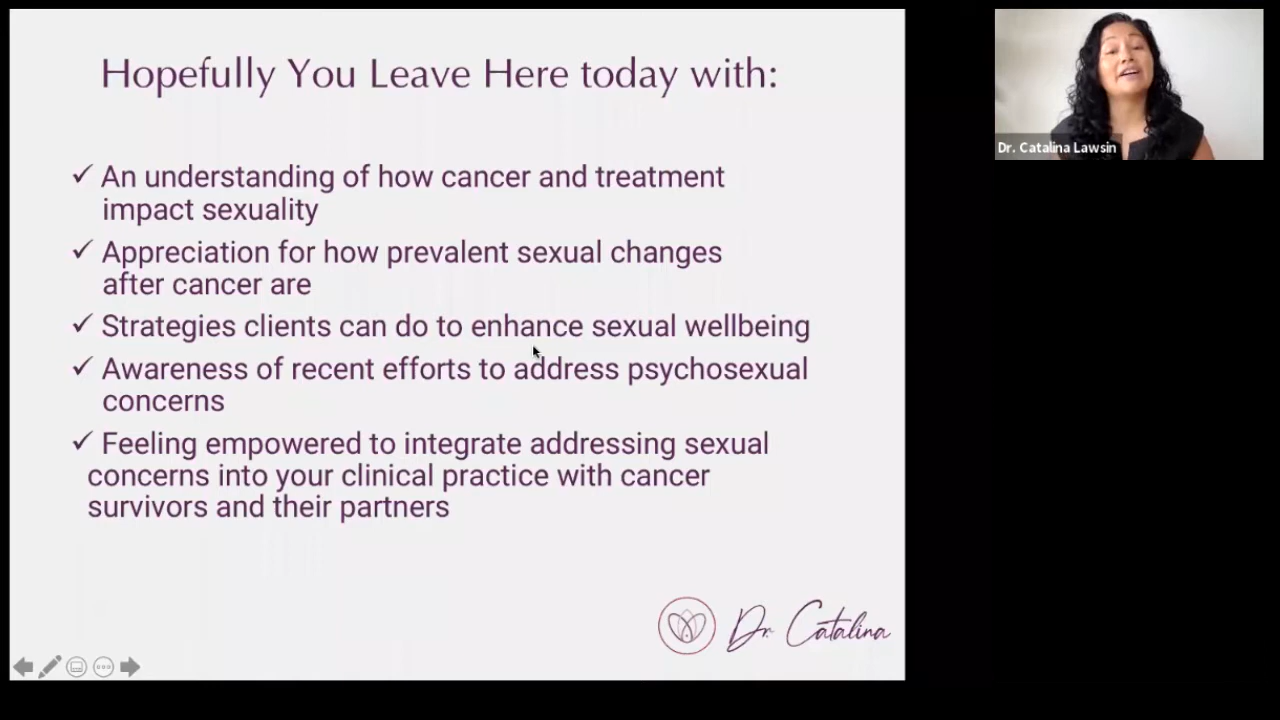 Hopefully You Leave Here today with:
✓ An understanding of how cancer and treatment
impact sexuality
✓ Appreciation for how prevalent sexual changes
after cancer are
✓ Strategies clients can do to enhance sexual wellbeing
✓ Awareness of recent efforts to address psychosexual
concerns
✓ Feeling empowered to integrate addressing sexual
concerns into your clinical practice with cancer
survivors and their partners
Dr. Catalina
Dr. Catalina Lawsin